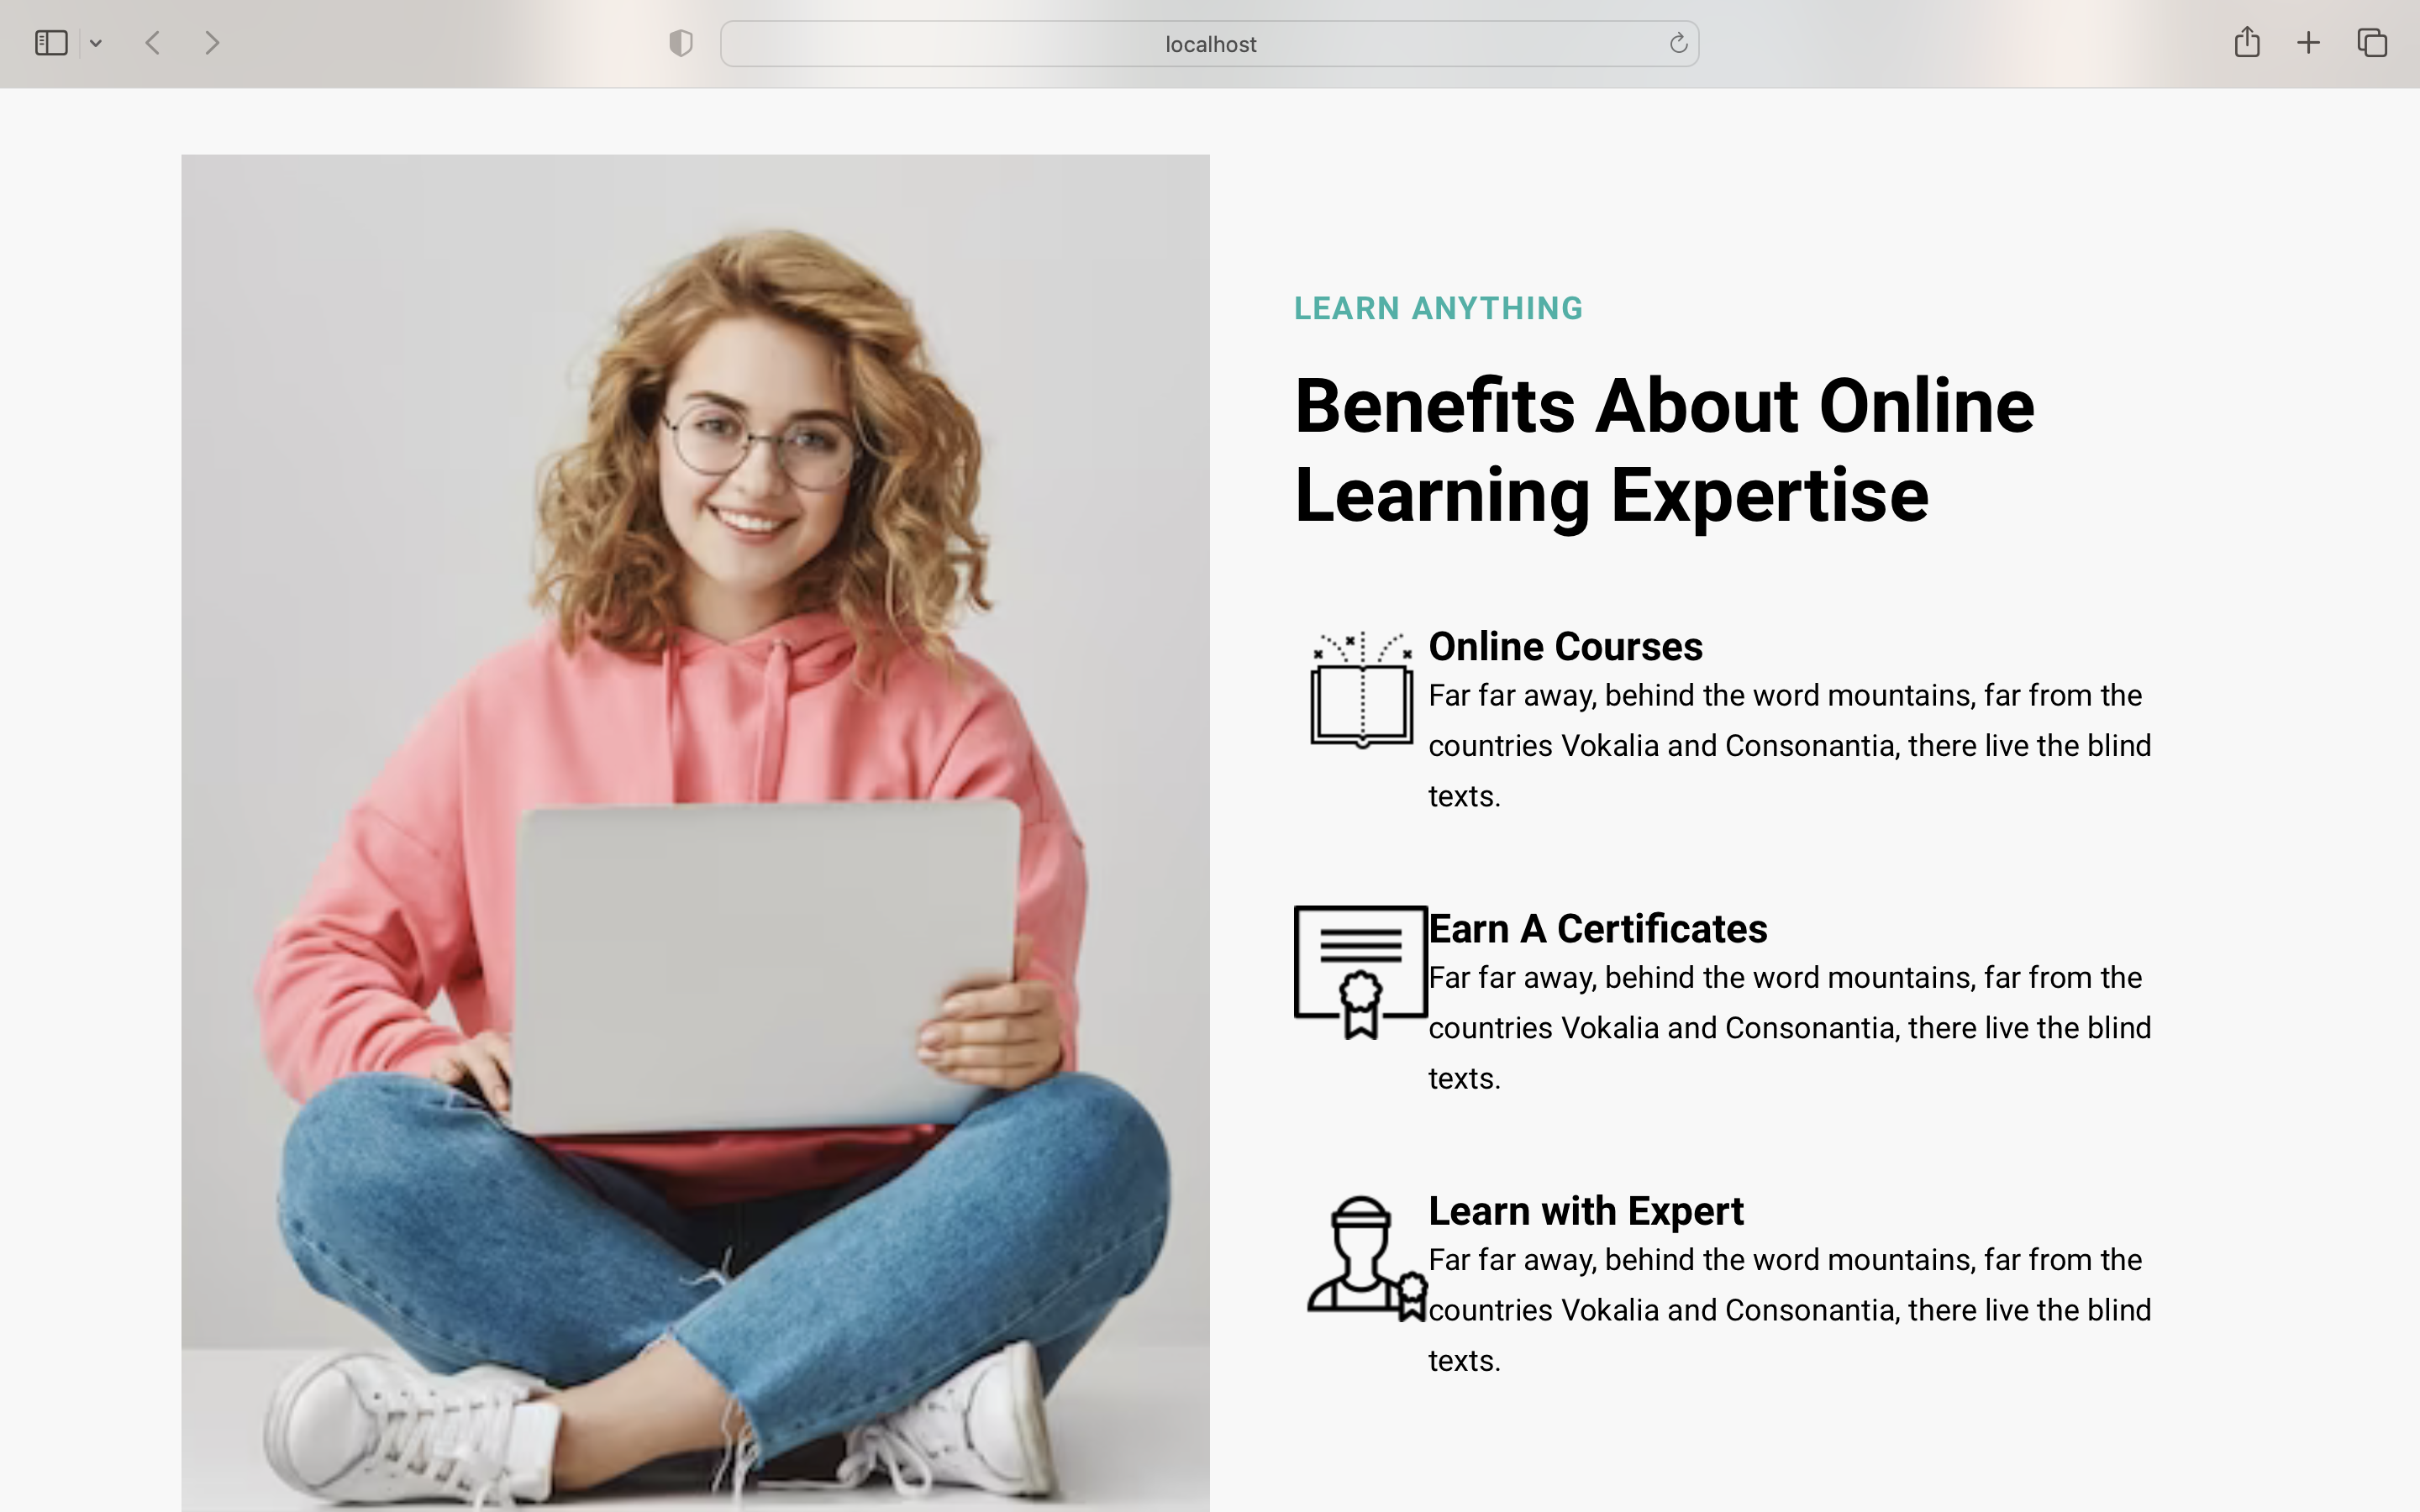 localhost
LEARN ANYTHING
Benefits About Online
Learning Expertise
Online Courses
Far far away, behind the word mountains, far from the
countries Vokalia and Consonantia, there live the blind
texts.
Earn A Certificates
Far far away, behind the word mountains, far from the
countries Vokalia and Consonantia, there live the blind
texts.
Learn with Expert
Far far away, behind the word mountains, far from the
countries Vokalia and Consonantia, there live the blind
texts.